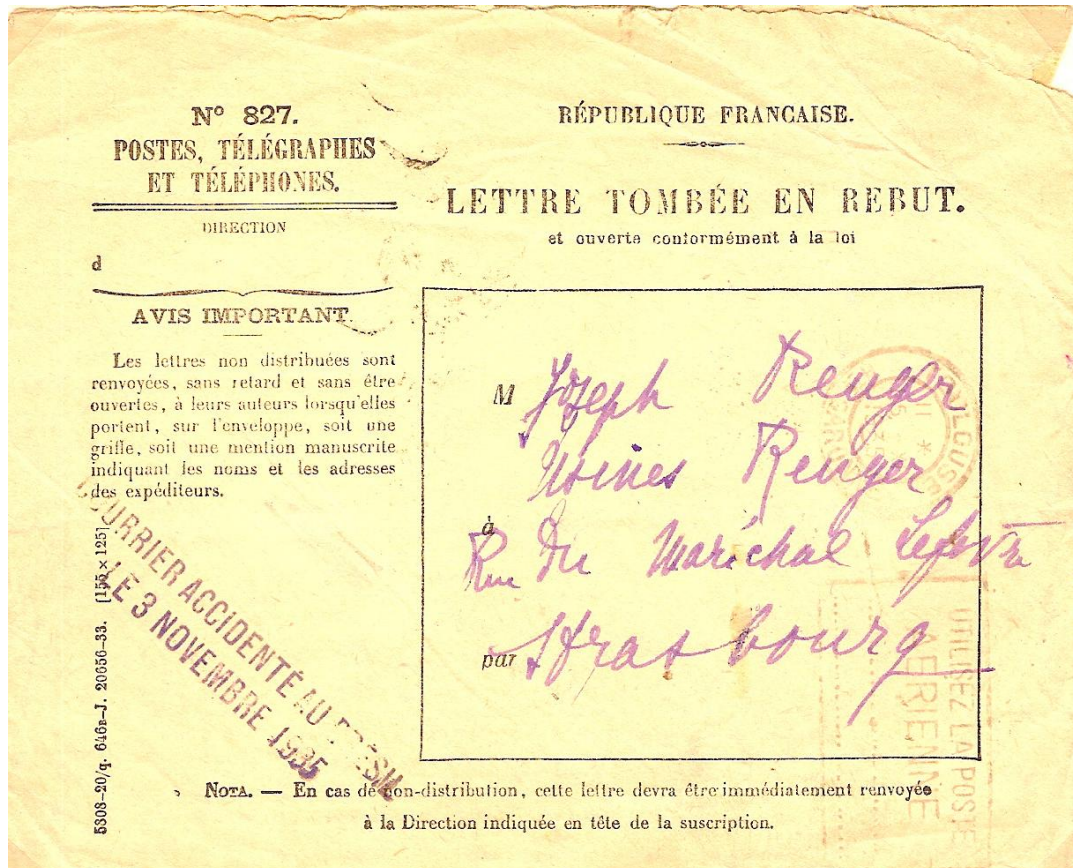 Nº 827.
POSTES, TÉLÉGRAPHES
ET TÉLÉPHONES.
DIRECTION
d
AVIS IMPORTANT.
Les lettres non distribuées sont
renvoyées, sans retard et sans être
ouvertes, à leurs auteurs lorsqu'elles
portent, sur l'enveloppe, soit une
griffe, soit une mention manuscrite
indiquant les noms et les adresses
des expéditeurs.
COURRIER ACCIDENTÉ AU BRÉSIL
LE 3 NOVEMBRE 1935
5308-20/q. 646B-J. 20656-33. [155 × 125]
RÉPUBLIQUE FRANCAISE.
LETTRE TOMBÉE EN REBUT.
et ouverte conformément à la loi
M Joseph Renger
Usines Renger
à
Rue Du Maréchal Lefebvre
par Strasbourg
UTILISEZ LA POSTE
AERIENNE
NOTA. — En cas de non-distribution, cette lettre devra être immédiatement renvoyée
à la Direction indiquée en tête de la suscription.